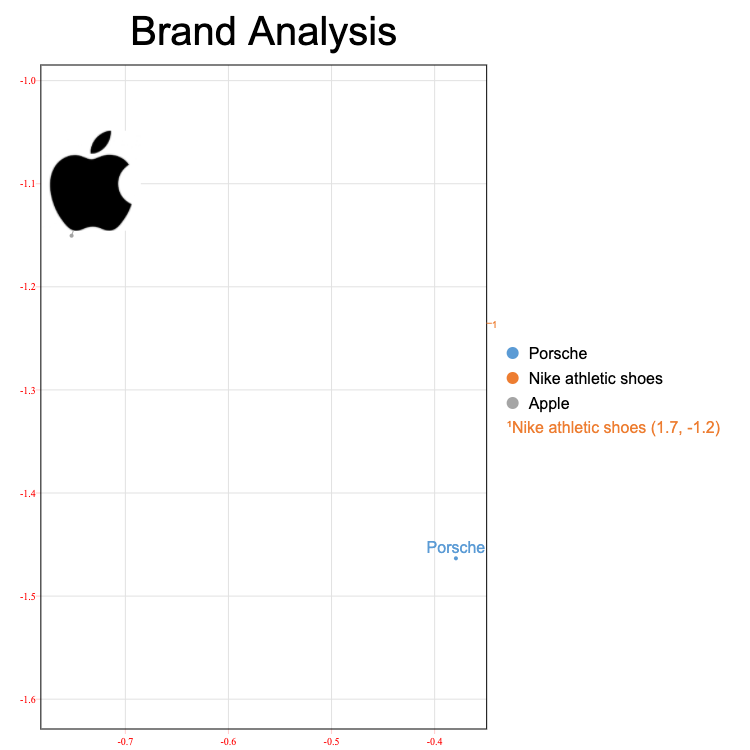 Brand Analysis
-1.0
-1.1
-1.2
-1.3
-1.4
-1.5
-1.6
-0.7
-0.6
-0.5
-0.4
Porsche
1
Porsche
Nike athletic shoes
Apple
¹Nike athletic shoes (1.7, -1.2)